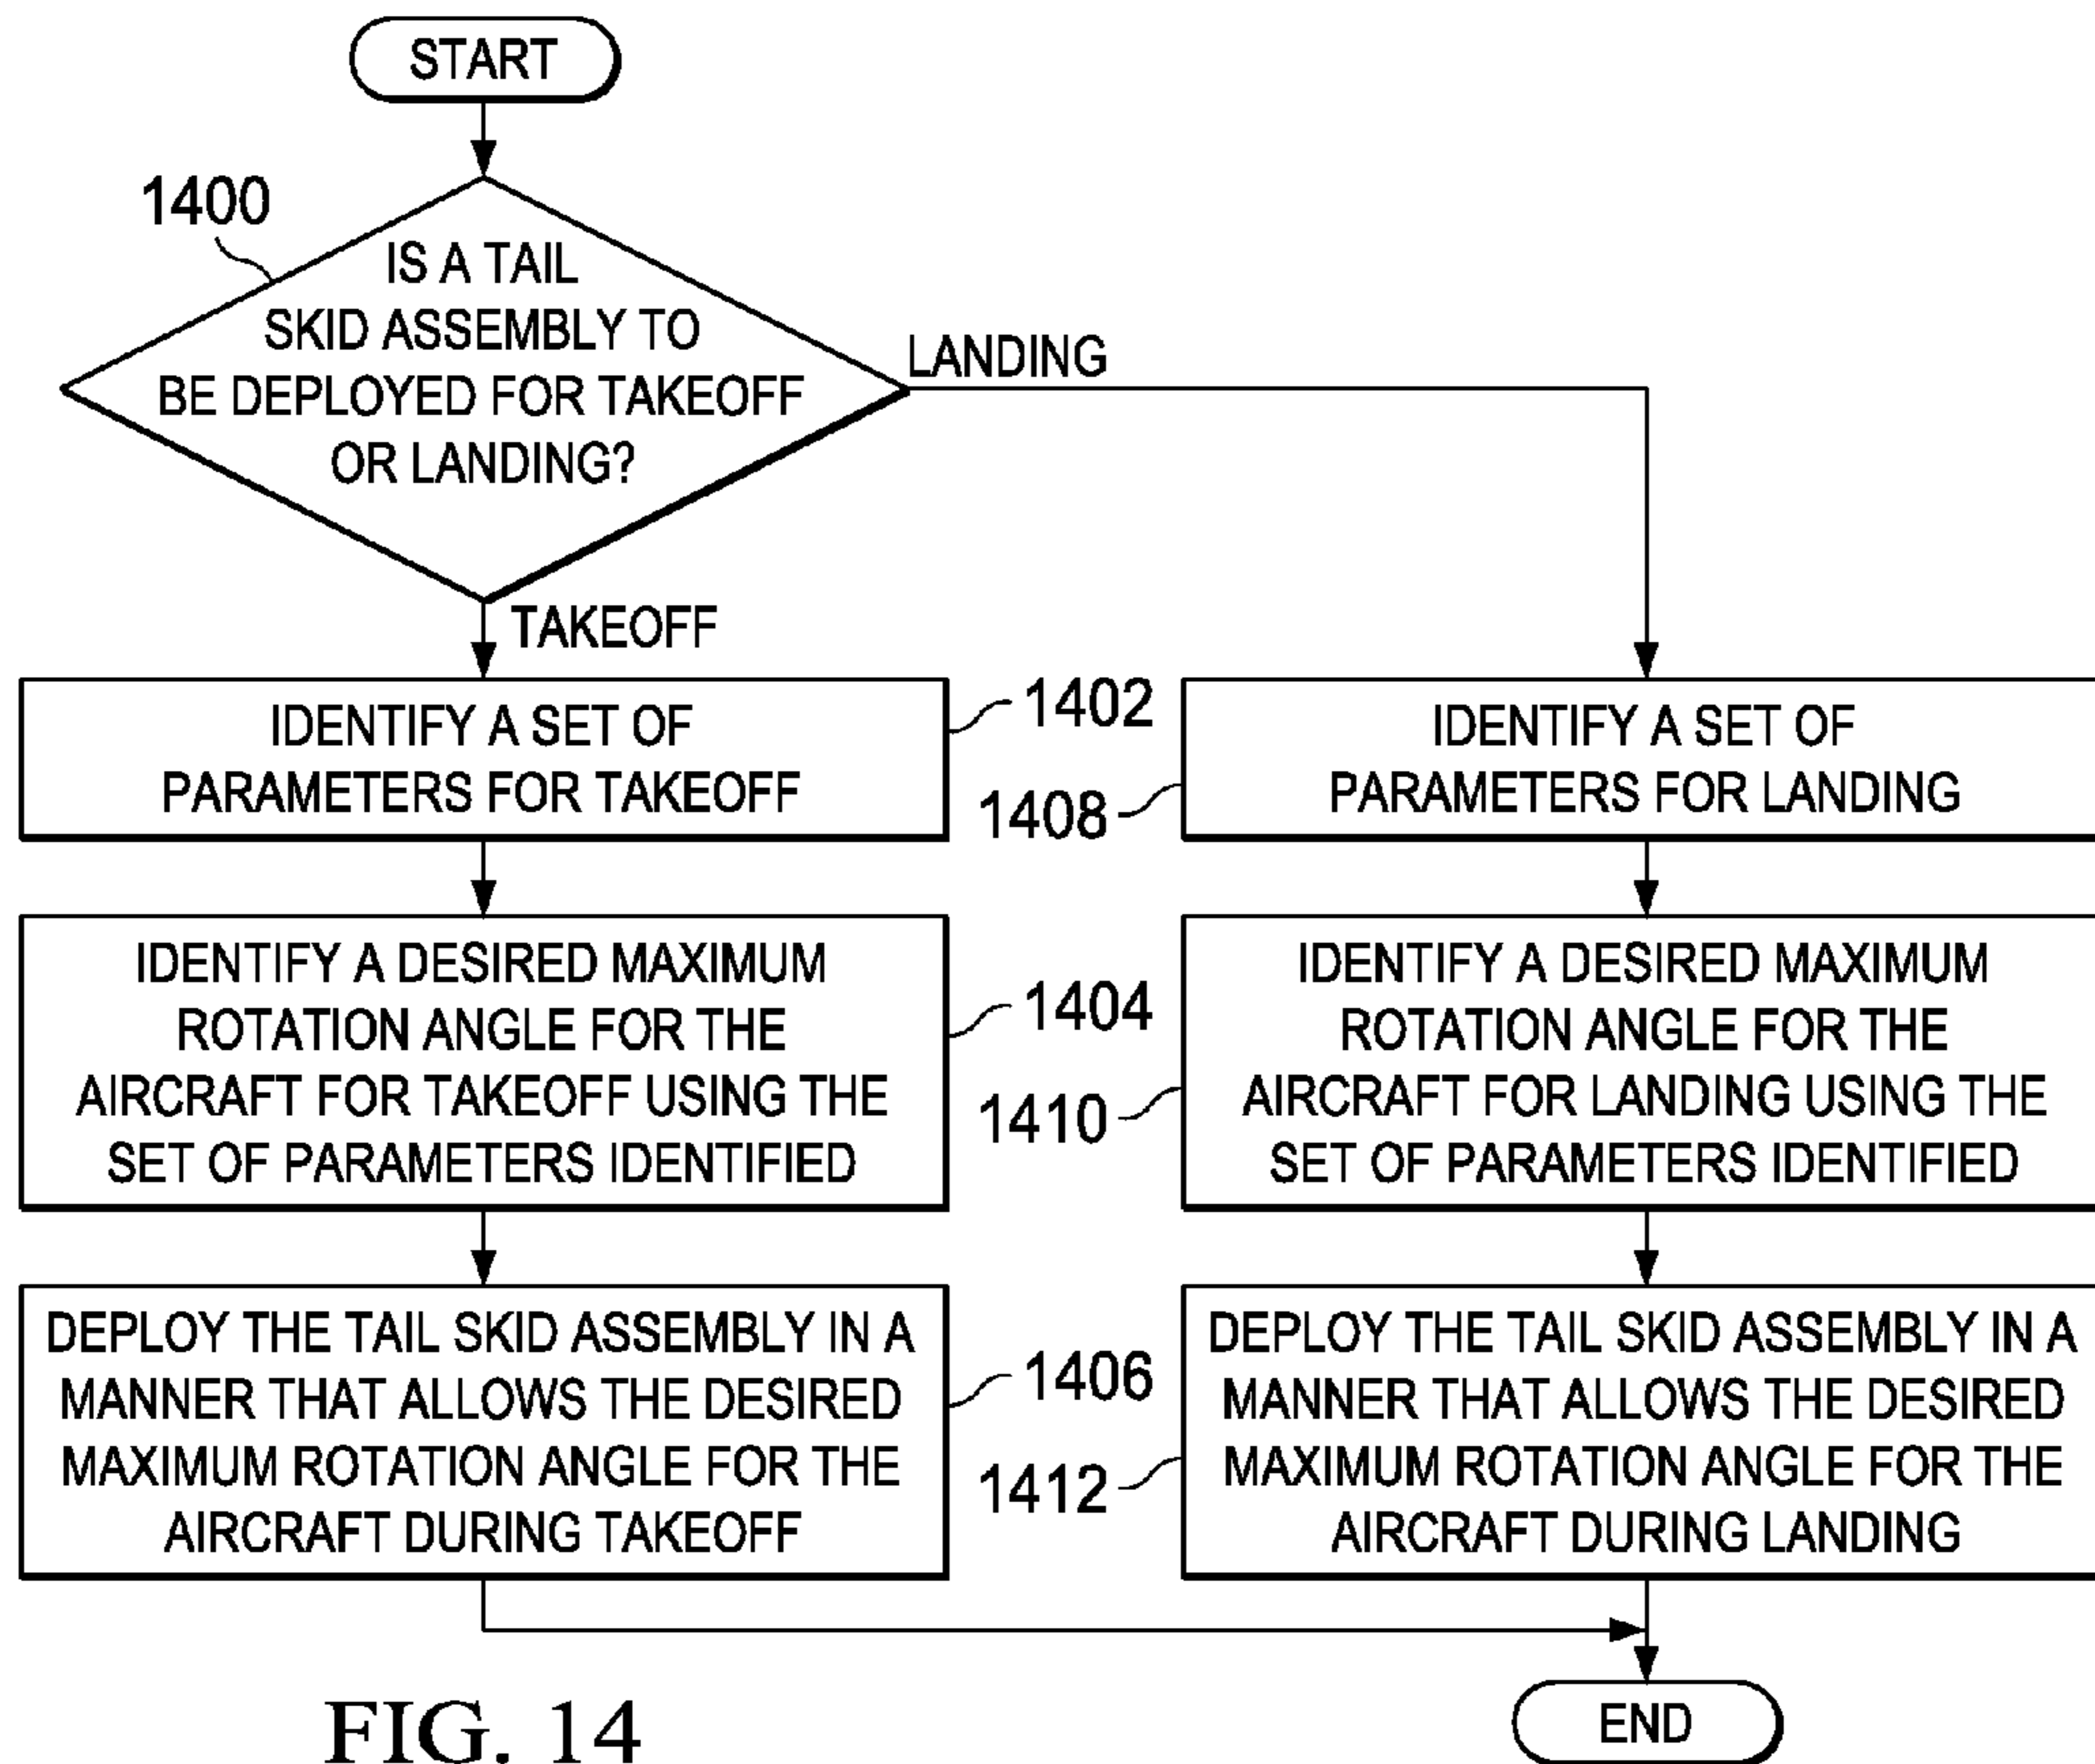 START
1400
IS A TAIL
SKID ASSEMBLY TO
BE DEPLOYED FOR TAKEOFF
OR LANDING?
LANDING
TAKEOFF
IDENTIFY A SET OF
PARAMETERS FOR TAKEOFF
1402
1408
IDENTIFY A SET OF
PARAMETERS FOR LANDING
IDENTIFY A DESIRED MAXIMUM
ROTATION ANGLE FOR THE
AIRCRAFT FOR TAKEOFF USING THE
SET OF PARAMETERS IDENTIFIED
1404
1410
IDENTIFY A DESIRED MAXIMUM
ROTATION ANGLE FOR THE
AIRCRAFT FOR LANDING USING THE
SET OF PARAMETERS IDENTIFIED
DEPLOY THE TAIL SKID ASSEMBLY IN A
MANNER THAT ALLOWS THE DESIRED
MAXIMUM ROTATION ANGLE FOR THE
AIRCRAFT DURING TAKEOFF
1406
1412
DEPLOY THE TAIL SKID ASSEMBLY IN A
MANNER THAT ALLOWS THE DESIRED
MAXIMUM ROTATION ANGLE FOR THE
AIRCRAFT DURING LANDING
END
FIG. 14